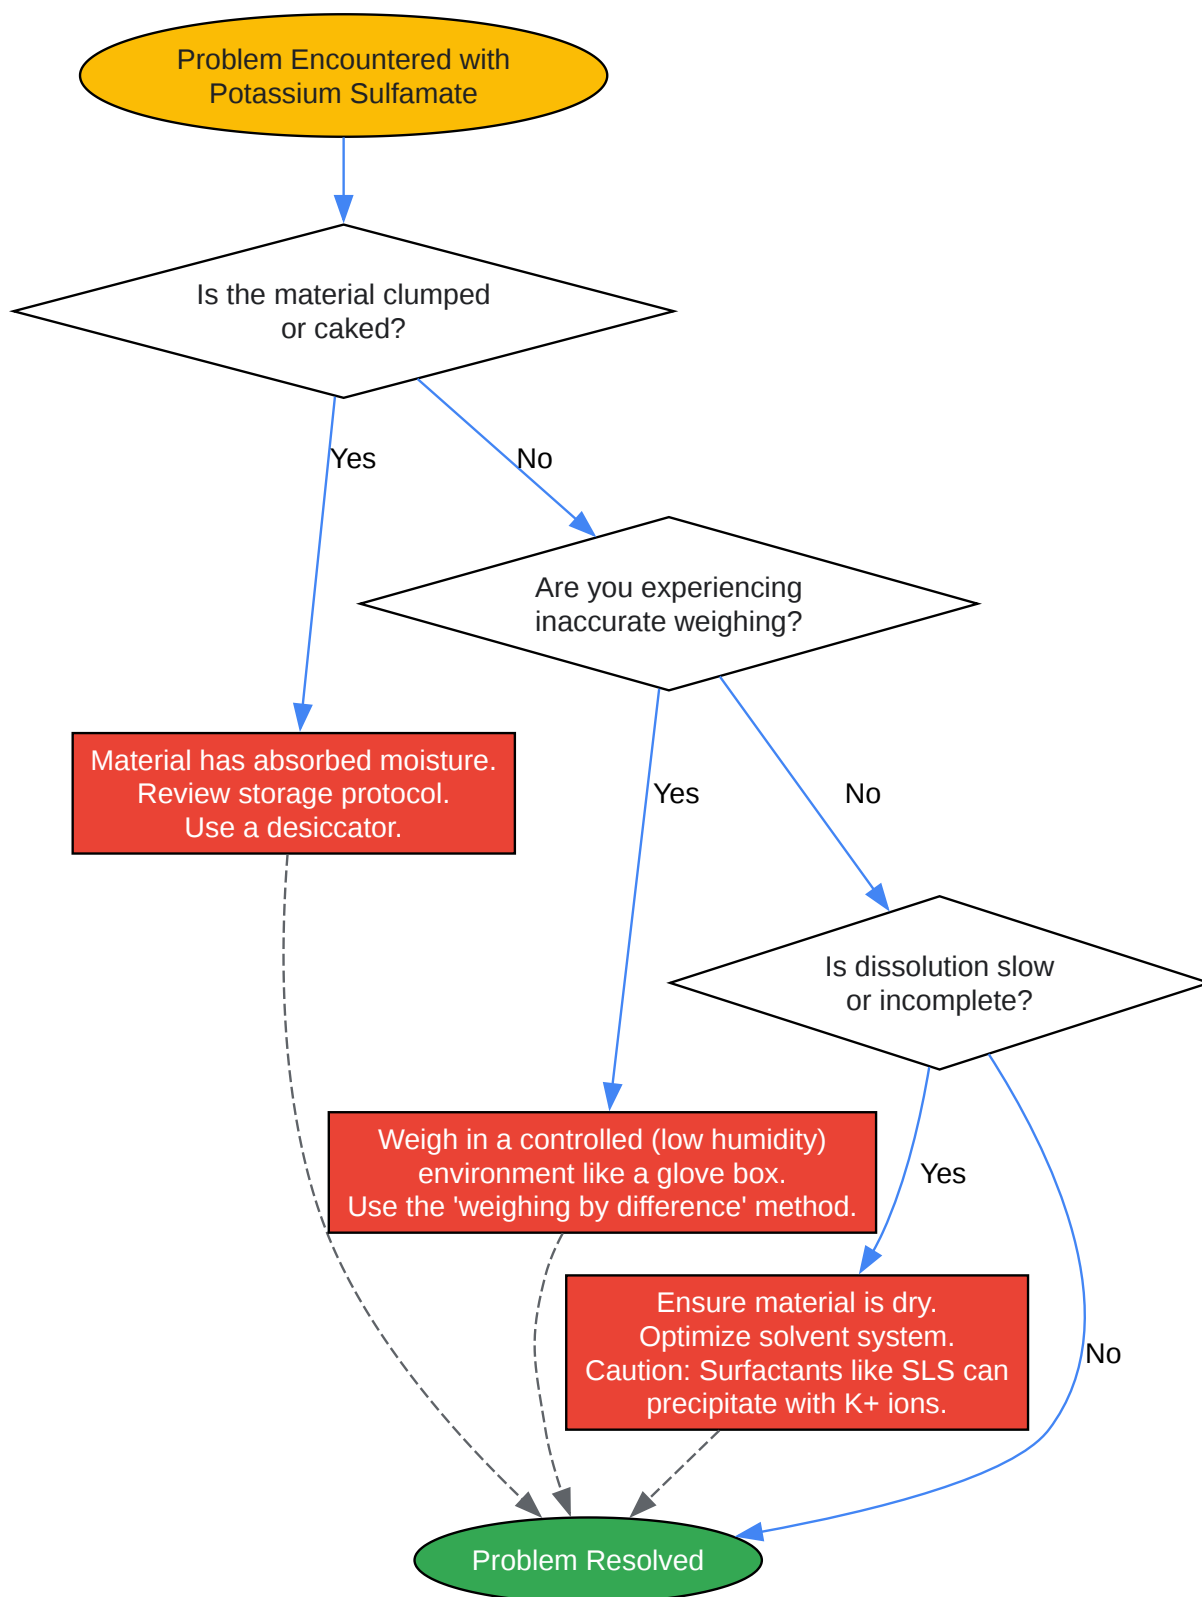 Problem Encountered with
Potassium Sulfamate
Is the material clumped
or caked?
Yes
No
Are you experiencing
inaccurate weighing?
Material has absorbed moisture.
Review storage protocol.
Use a desiccator.
Yes
No
Is dissolution slow
or incomplete?
Weigh in a controlled (low humidity)
environment like a glove box.
Use the 'weighing by difference' method.
Yes
Ensure material is dry.
Optimize solvent system.
Caution: Surfactants like SLS can
precipitate with K+ ions.
No
Problem Resolved